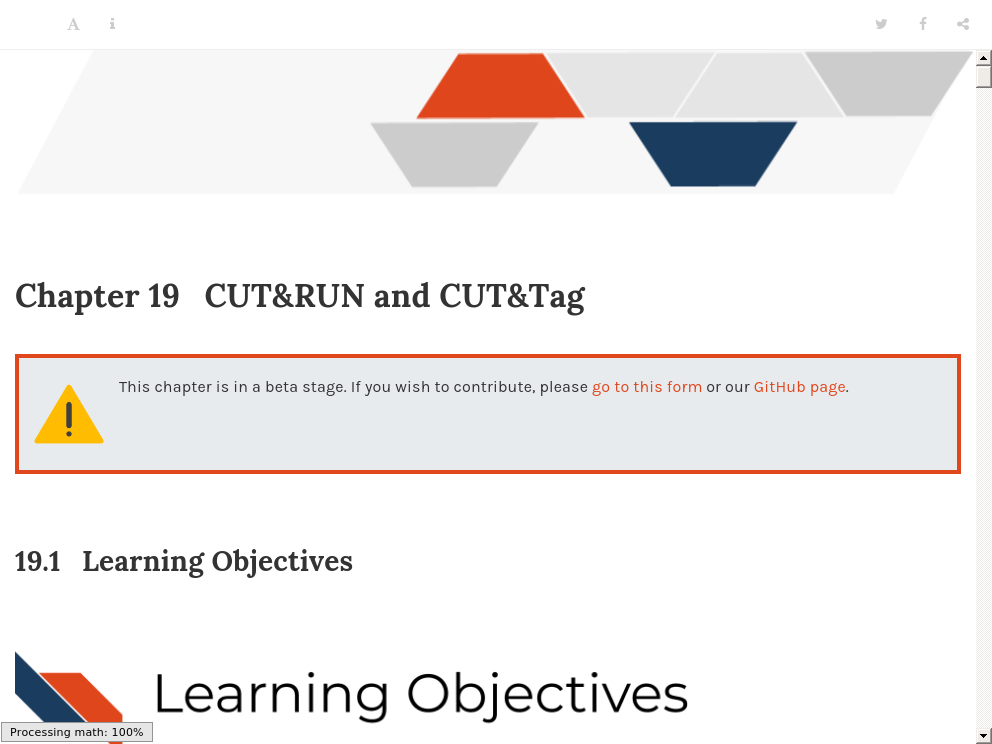 Chapter 19 CUT&RUN and CUT&Tag
This chapter is in a beta stage. If you wish to contribute, please go to this form or our GitHub page.
19.1 Learning Objectives
Learning Objectives
Processing math: 100%